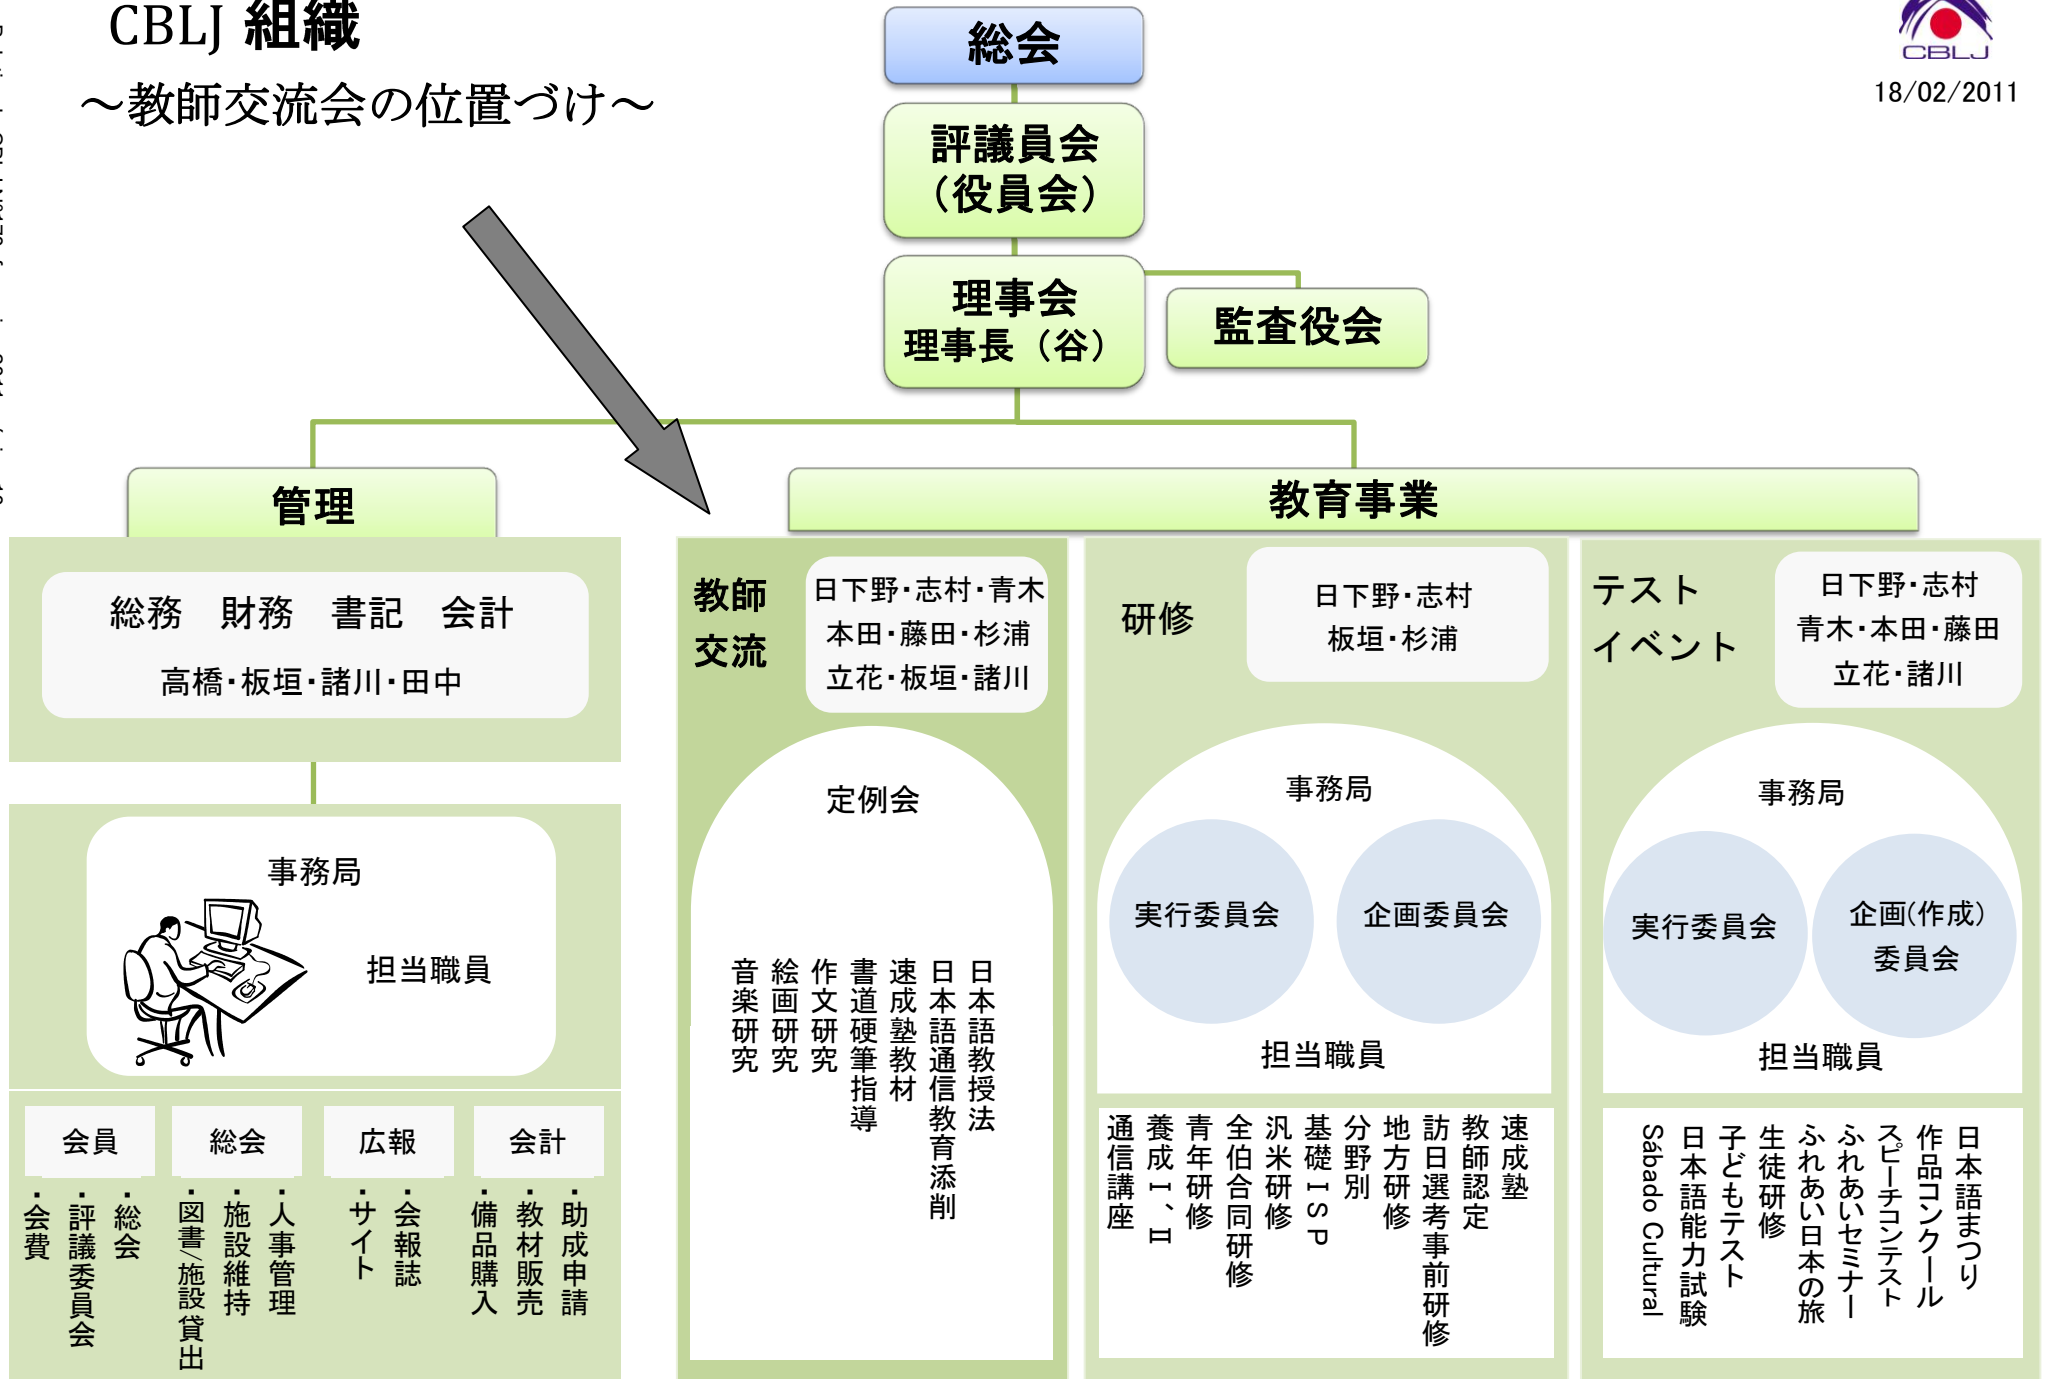 CBLJ 組織
～教師交流会の位置づけ～
CBLJ
18/02/2011
総会
評議員会
（役員会）
理事会
理事長（谷）
監査役会
管理
総務　財務　書記　会計
高橋・板垣・諸川・田中
事務局
担当職員
会員
・総会
・評議委員会
・会費
総会
・人事管理
・施設維持
・図書/施設貸出
広報
・会報誌
・サイト
会計
・助成申請
・教材販売
・備品購入
教育事業
教師
交流
日下野・志村・青木
本田・藤田・杉浦
立花・板垣・諸川
定例会
日本語教授法
日本語通信教育添削
速成塾教材
書道硬筆指導
作文研究
絵画研究
音楽研究
研修
日下野・志村
板垣・杉浦
事務局
実行委員会
企画委員会
担当職員
速成塾
教師認定
訪日選考事前研修
地方研修
分野別
基礎ＩＳＰ
汎米研修
全伯合同研修
青年研修
養成Ⅰ、Ⅱ
通信講座
テスト
イベント
日下野・志村
青木・本田・藤田
立花・諸川
事務局
実行委員会
企画(作成)
委員会
担当職員
日本語まつり
作品コンクール
スピーチコンテスト
ふれあいセミナー
ふれあい日本の旅
生徒研修
子どもテスト
日本語能力試験
Sábado Cultural